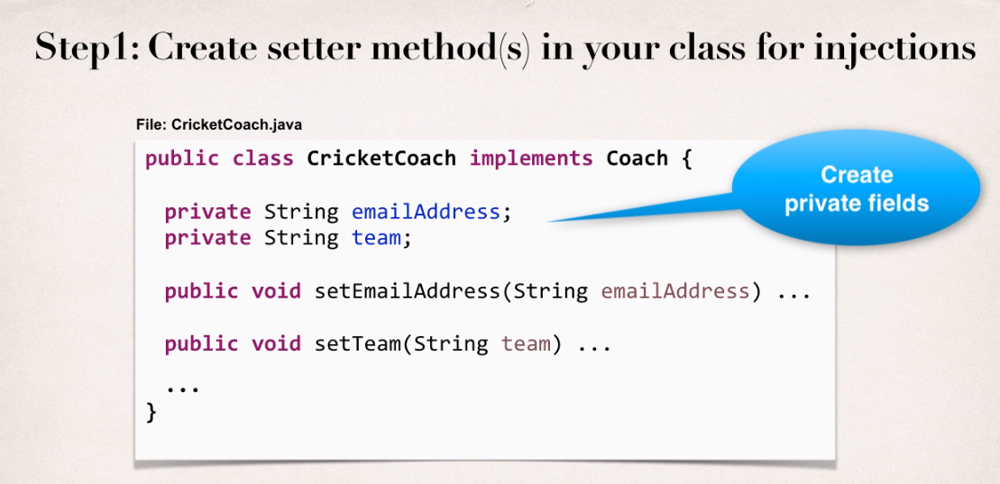 Step1: Create setter method(s) in your class for injections
File: CricketCoach.java
public class CricketCoach implements Coach {
private String emailAddress;
private String team;
public void setEmailAddress(String emailAddress) ...
public void setTeam(String team) ...
...
}
Create
private fields